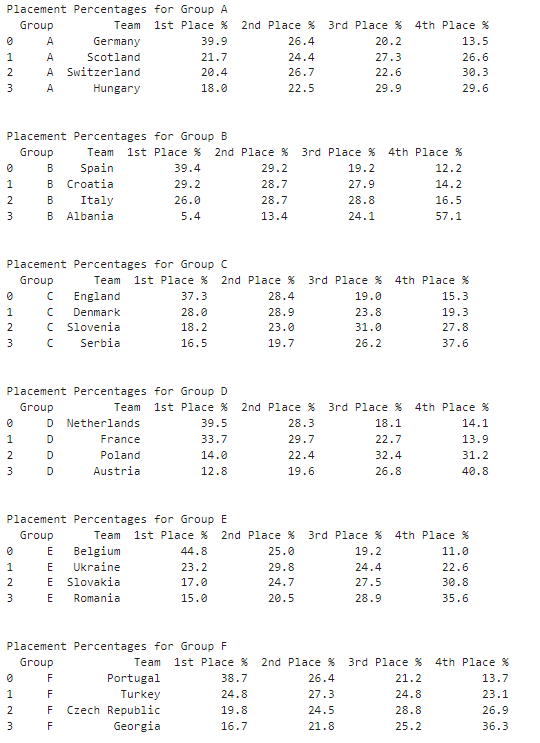 Placement Percentages for Group A
Group Team 1st Place % 2nd Place % 3rd Place % 4th Place %
0 A Germany 39.9 26.4 20.2 13.5
1 A Scotland 21.7 24.4 27.3 26.6
2 A Switzerland 20.4 26.7 22.6 30.3
3 A Hungary 18.0 22.5 29.9 29.6
Placement Percentages for Group B
Group Team 1st Place % 2nd Place % 3rd Place % 4th Place %
0 B Spain 39.4 29.2 19.2 12.2
1 B Croatia 29.2 28.7 27.9 14.2
2 B Italy 26.0 28.7 28.8 16.5
3 B Albania 5.4 13.4 24.1 57.1
Placement Percentages for Group C
Group Team 1st Place % 2nd Place % 3rd Place % 4th Place %
0 C England 37.3 28.4 19.0 15.3
1 C Denmark 28.0 28.9 23.8 19.3
2 C Slovenia 18.2 23.0 31.0 27.8
3 C Serbia 16.5 19.7 26.2 37.6
Placement Percentages for Group D
Group Team 1st Place % 2nd Place % 3rd Place % 4th Place %
0 D Netherlands 39.5 28.3 18.1 14.1
1 D France 33.7 29.7 22.7 13.9
2 D Poland 14.0 22.4 32.4 31.2
3 D Austria 12.8 19.6 26.8 40.8
Placement Percentages for Group E
Group Team 1st Place % 2nd Place % 3rd Place % 4th Place %
0 E Belgium 44.8 25.0 19.2 11.0
1 E Ukraine 23.2 29.8 24.4 22.6
2 E Slovakia 17.0 24.7 27.5 30.8
3 E Romania 15.0 20.5 28.9 35.6
Placement Percentages for Group F
Group Team 1st Place % 2nd Place % 3rd Place % 4th Place %
0 F Portugal 38.7 26.4 21.2 13.7
1 F Turkey 24.8 27.3 24.8 23.1
2 F Czech Republic 19.8 24.5 28.8 26.9
3 F Georgia 16.7 21.8 25.2 36.3